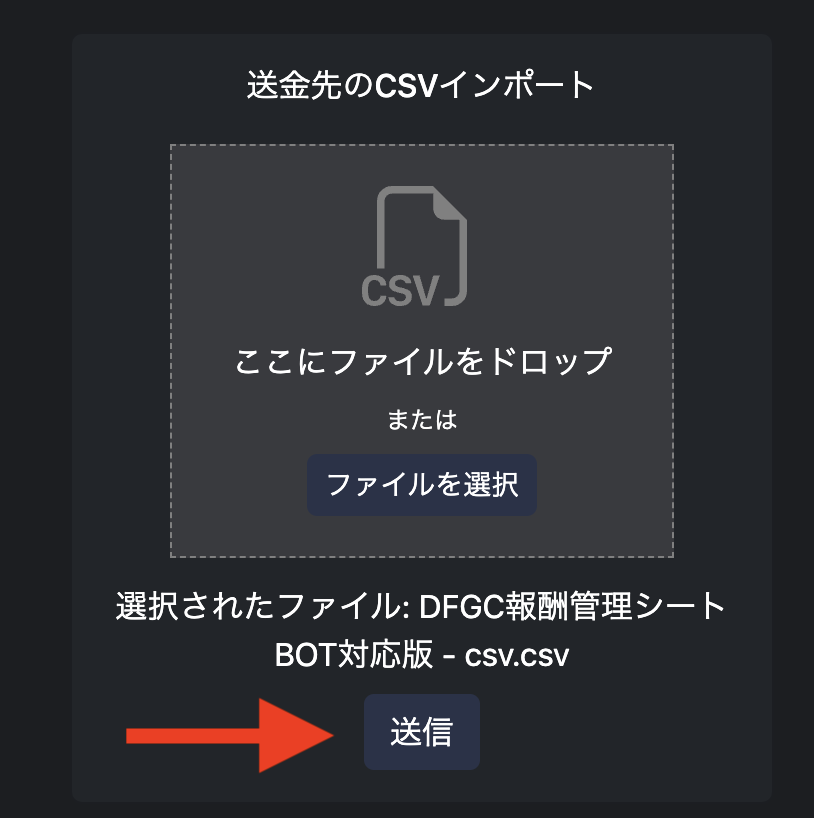 送金先のCSVインポート
CSV
ここにファイルをドロップ
または
ファイルを選択
選択されたファイル: DFGC報酬管理シート
BOT対応版 - csv.csv
送信